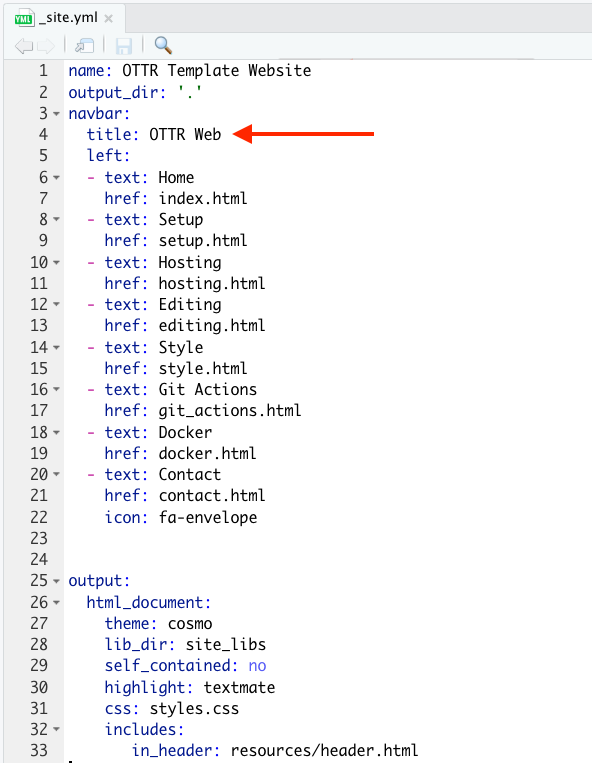 YML _site.yml ×
1 name: OTTR Template Website
2 output_dir: '.'
3 navbar:
4   title: OTTR Web
5   left:
6   - text: Home
7     href: index.html
8   - text: Setup
9     href: setup.html
10   - text: Hosting
11     href: hosting.html
12   - text: Editing
13     href: editing.html
14   - text: Style
15     href: style.html
16   - text: Git Actions
17     href: git_actions.html
18   - text: Docker
19     href: docker.html
20   - text: Contact
21     href: contact.html
22     icon: fa-envelope
23
24
25 output:
26   html_document:
27     theme: cosmo
28     lib_dir: site_libs
29     self_contained: no
30     highlight: textmate
31     css: styles.css
32     includes:
33        in_header: resources/header.html